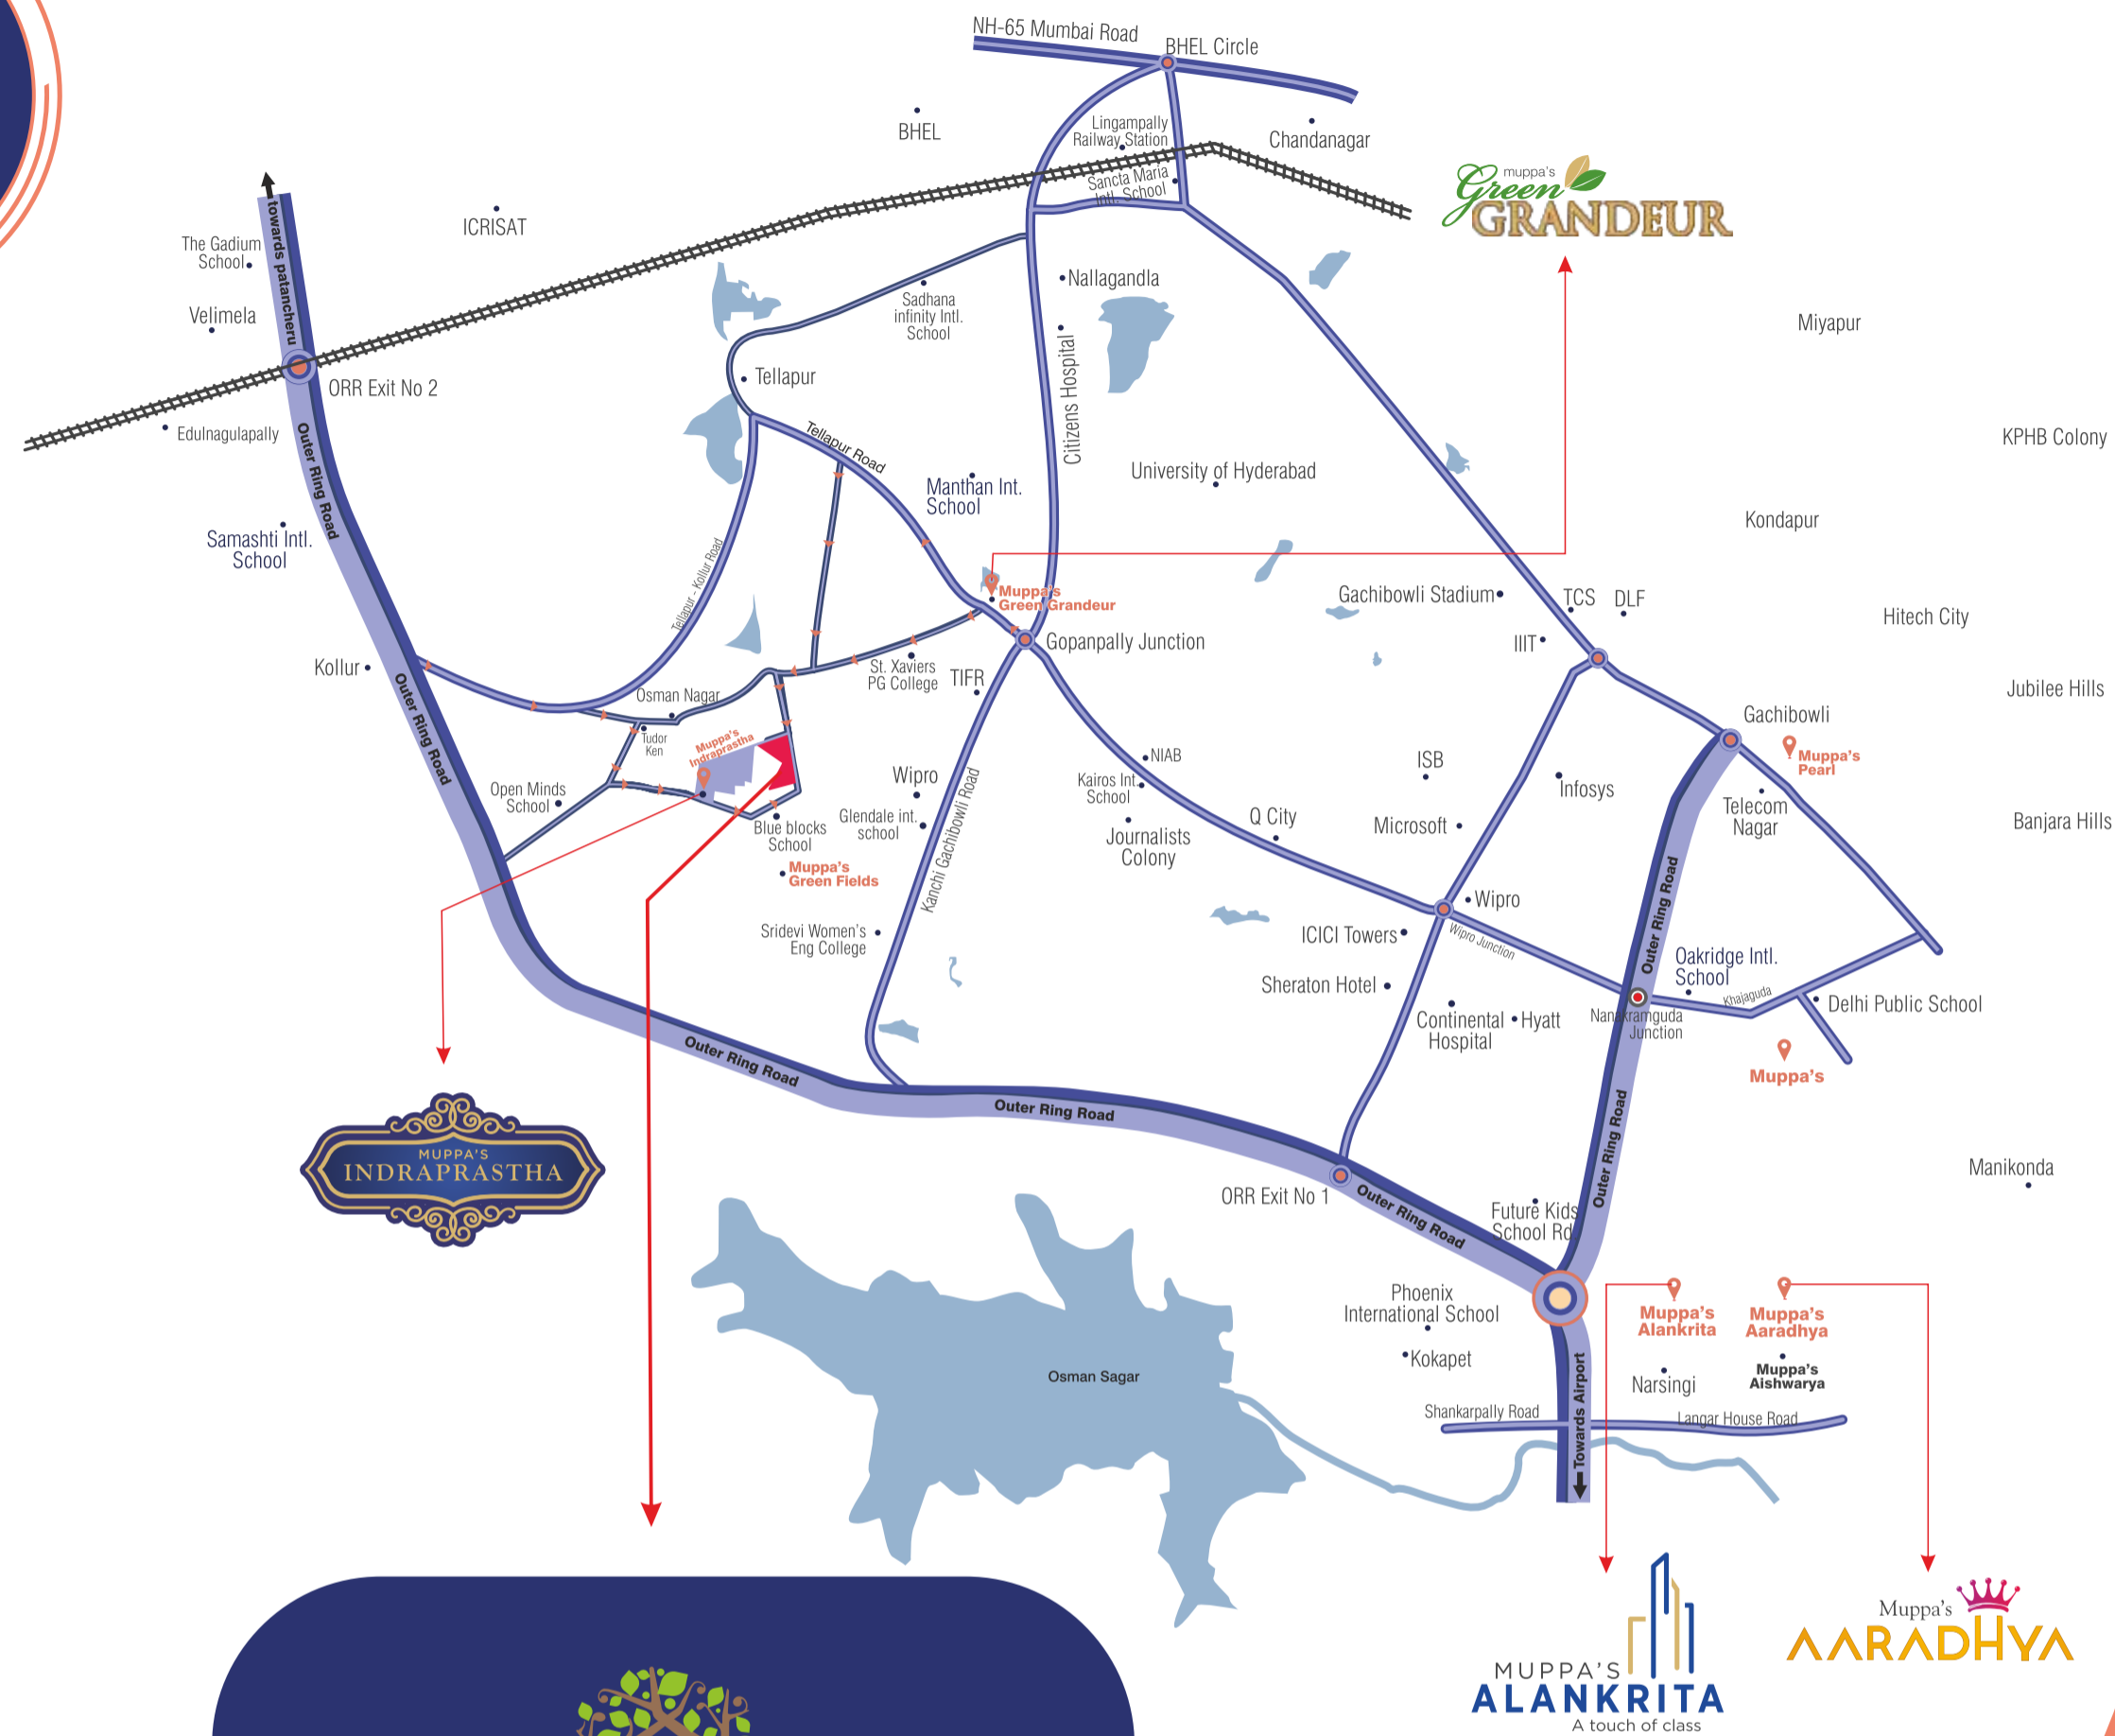 NH-65 Mumbai Road
BHEL Circle
BHEL
Lingampally
Railway Station
Chandanagar
Sancta Maria
Intl. School
muppa's
Green
GRANDEUR
towards patancheru
The Gadium
School
ICRISAT
Velimela
Nallagandla
Sadhana
infinity Intl.
School
Miyapur
ORR Exit No 2
Tellapur
Citizens Hospital
Edulnagulapally
Outer Ring Road
Tellapur Road
KPHB Colony
University of Hyderabad
Manthan Int.
School
Samashti Intl.
School
Kondapur
Tellapur - Kollur Road
Muppa's
Green Grandeur
Gachibowli Stadium
TCS
DLF
Hitech City
IIIT
Gopanpally Junction
Kollur
Outer Ring Road
St. Xaviers
PG College
TIFR
Osman Nagar
Jubilee Hills
Gachibowli
Tudor
Ken
Muppa's
Indraprastha
Muppa's
Pearl
NIAB
ISB
Wipro
Kairos Int.
School
Infosys
Open Minds
School
Telecom
Nagar
Glendale int.
school
Kanchi Gachibowli Road
Q City
Microsoft
Banjara Hills
Blue blocks
School
Journalists
Colony
Muppa's
Green Fields
Outer Ring Road
Wipro
Sridevi Women's
Eng College
ICICI Towers
Wipro Junction
Oakridge Intl.
School
Sheraton Hotel
Khajaguda
Delhi Public School
Continental
Hospital
Hyatt
Nanakramguda
Junction
Outer Ring Road
Muppa's
Outer Ring Road
Outer Ring Road
MUPPA'S
INDRAPRASTHA
Manikonda
ORR Exit No 1
Outer Ring Road
Future Kids
School Rd
Phoenix
International School
Muppa's
Alankrita
Muppa's
Aaradhya
Kokapet
Osman Sagar
Towards Airport
Narsingi
Muppa's
Aishwarya
Shankarpally Road
Langar House Road
MUPPA'S
ALANKRITA
A touch of class
Muppa's
AARADHYA